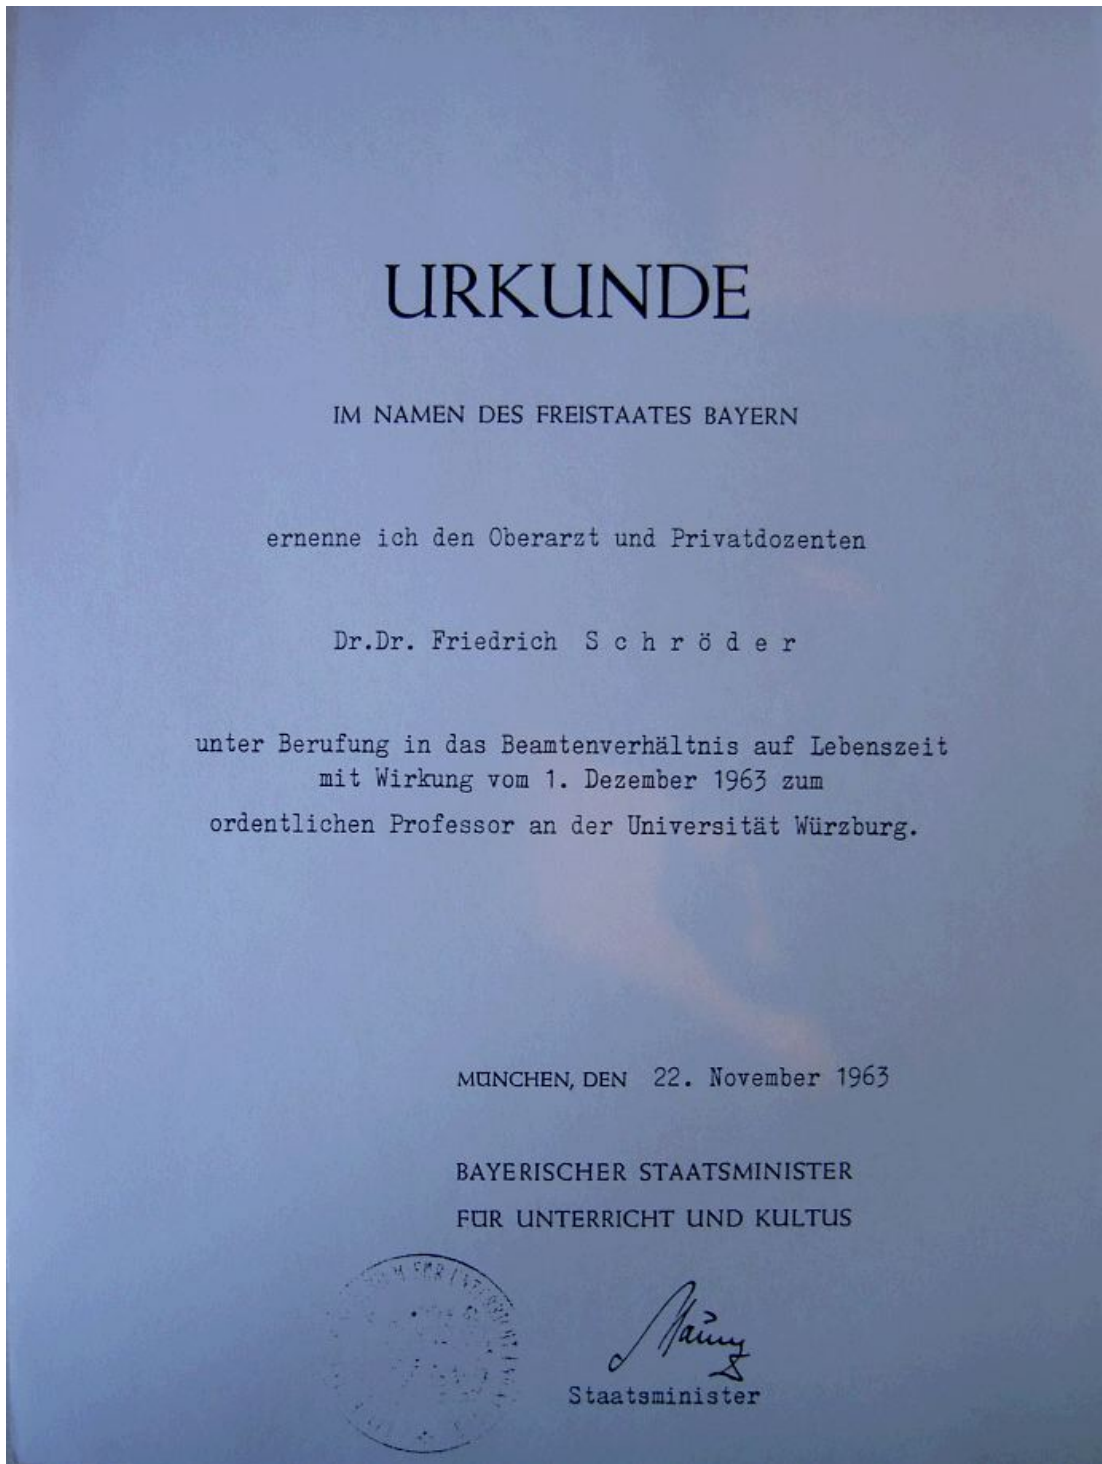 URKUNDE
IM NAMEN DES FREISTAATES BAYERN
ernenne ich den Oberarzt und Privatdozenten
Dr.Dr. Friedrich S c h r ö d e r
unter Berufung in das Beamtenverhältnis auf Lebenszeit
mit Wirkung vom 1. Dezember 1963 zum
ordentlichen Professor an der Universität Würzburg.
MÜNCHEN, DEN 22. November 1963
BAYERISCHER STAATSMINISTER
FÜR UNTERRICHT UND KULTUS
FÜR
Staatsminister